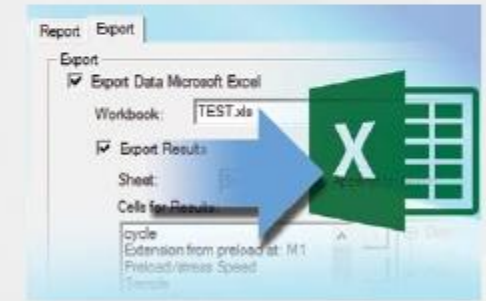 Report Export
Export
Export Data Microsoft Excel
Workbook: TEST.xls
Export Results
Sheet:
Cells for Results:
cycle
Extension from preload at: M1
Preload/stress Speed
Sample
X